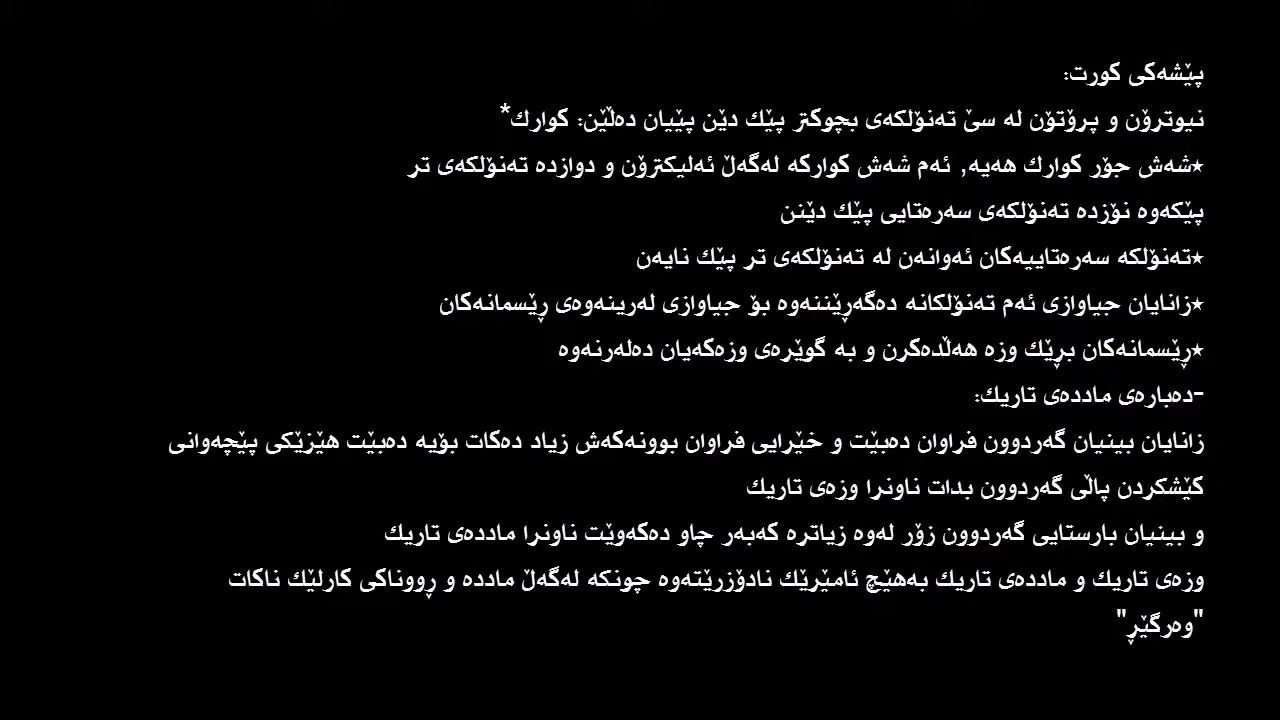 پێشەکی کورت:
نیوترۆن و پرۆتۆن لە سێ تەنۆلکەی بچوکتر پێك دێن پێیان دەڵێن: کوارك*
*شەش جۆر کوارك هەیە, ئەم شەش کوارکە لەگەڵ ئەلیکترۆن و دوازدە تەنۆلکەی تر
پێکەوە نۆزدە تەنۆلکەی سەرەتایی پێك دێنن
*تەنۆلکە سەرەتاییەکان ئەوانەن لە تەنۆلکەی تر پێك نایەن
*زانایان جیاوازی ئەم تەنۆلکانە دەگەڕێننەوە بۆ جیاوازی لەرینەوەی ڕێسمانەکان
*ڕێسمانەکان بڕێك وزە هەڵدەکرن و بە گوێرەی وزەکەیان دەلەرنەوە
-دەبارەی ماددەی تاریك:
زانایان بینیان گەردوون فراوان دەبێت و خێرایی فراوان بوونەکەش زیاد دەکات بۆیە دەبێت هێزێکی پێچەوانی
کێشکردن پاڵی گەردوون بدات ناونرا وزەی تاریك
و بینیان بارستایی گەردوون زۆر لەوە زیاترە کەبەر چاو دەکەوێت ناونرا ماددەی تاریك
وزەی تاریك و ماددەی تاریك بەهێچ ئامێرێك نادۆزرێتەوە چونکە لەگەڵ ماددە و ڕووناکی کارلێك ناکات
"وەرگێڕ"